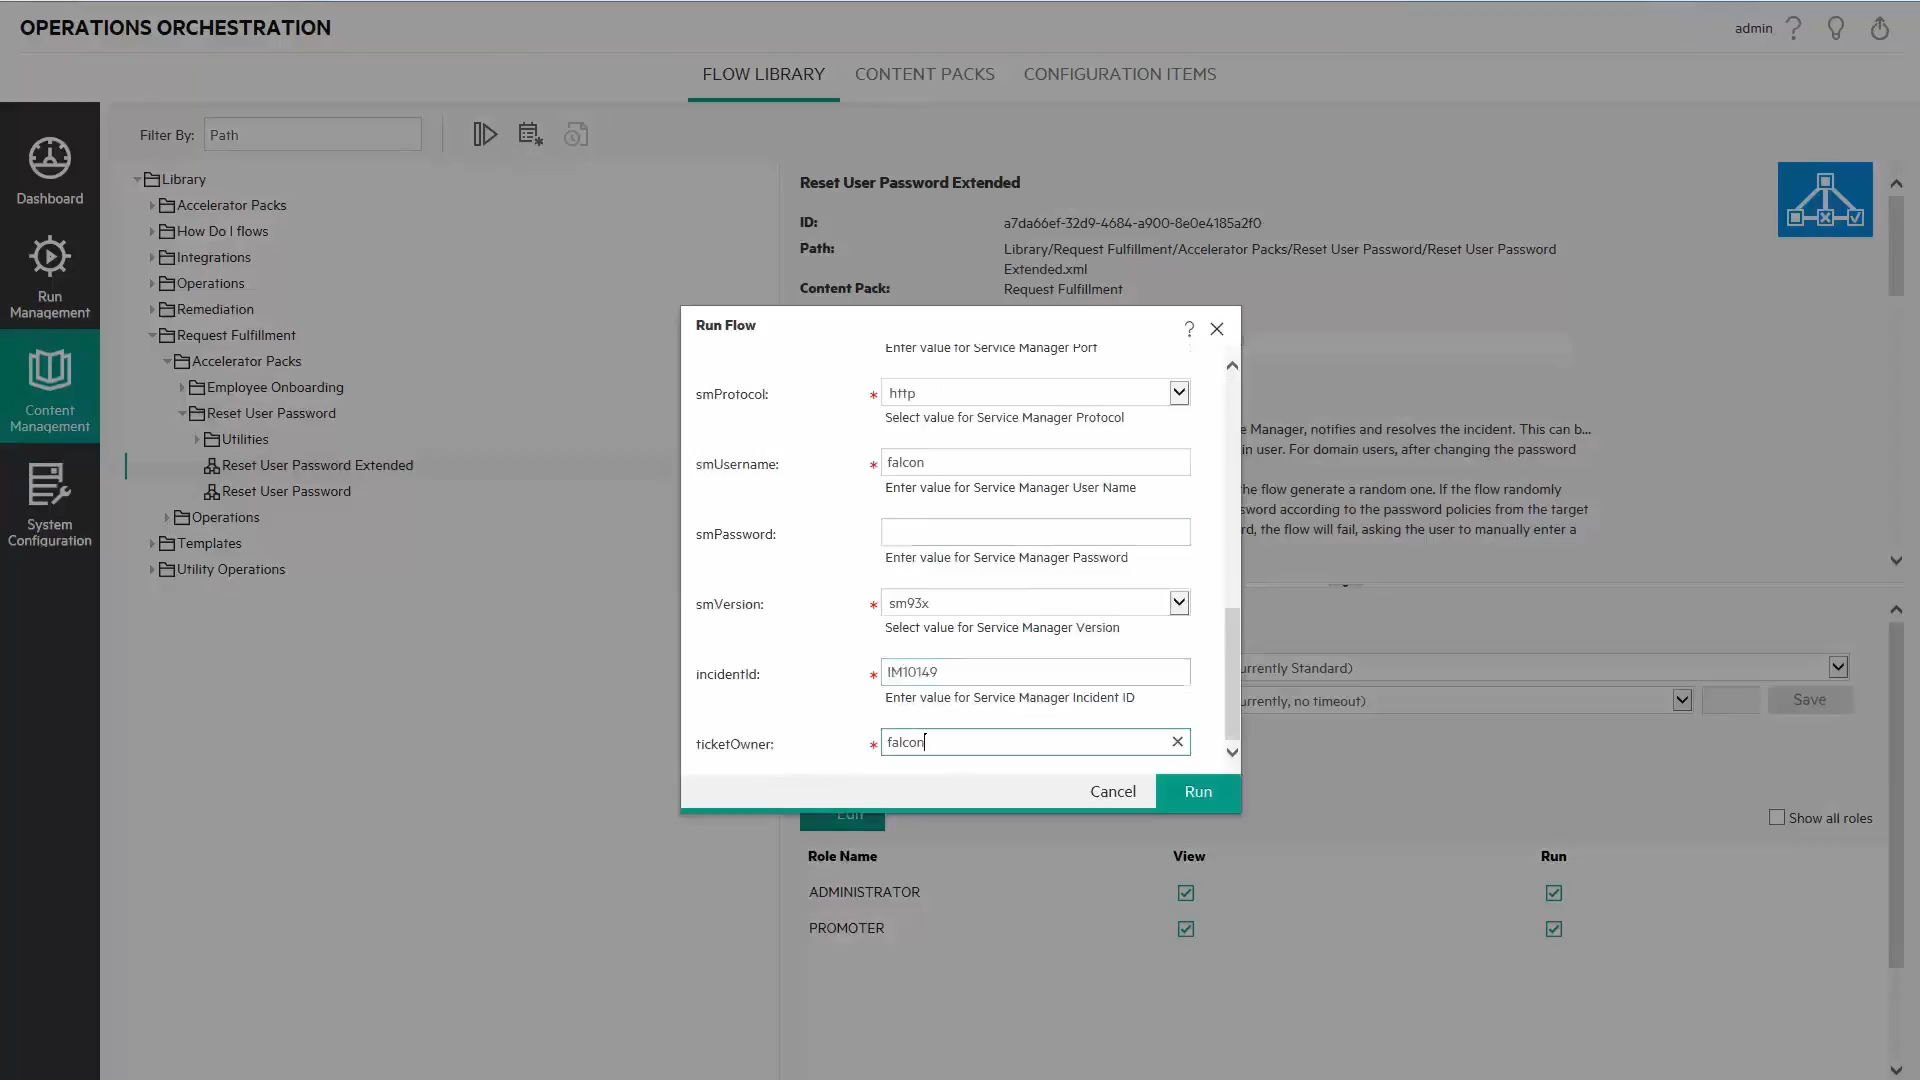 OPERATIONS ORCHESTRATION
admin
FLOW LIBRARY CONTENT PACKS CONFIGURATION ITEMS
Dashboard
Run
Management
Content
Management
System
Configuration
Filter By: Path
Library
Accelerator Packs
How Do I flows
Integrations
Operations
Remediation
Request Fulfillment
Accelerator Packs
Employee Onboarding
Reset User Password
Utilities
Reset User Password Extended
Reset User Password
Operations
Templates
Utility Operations
Reset User Password Extended
ID: a7da66ef-32d9-4684-a900-8e0e4185a2f0
Path: Library/Request Fulfillment/Accelerator Packs/Reset User Password/Reset User Password
Extended.xml
Content Pack: Request Fulfillment
Run Flow ?
Enter value for Service Manager Port
smProtocol: * http
Select value for Service Manager Protocol
smUsername: * falcon
Enter value for Service Manager User Name
smPassword:
Enter value for Service Manager Password
smVersion: * sm93x
Select value for Service Manager Version
incidentId: * IM10149
Enter value for Service Manager Incident ID
ticketOwner: * falcon
Cancel Run
Manager, notifies and resolves the incident. This can b...
in user. For domain users, after changing the password
he flow generate a random one. If the flow randomly
sword according to the password policies from the target
rd, the flow will fail, asking the user to manually enter a
urrently Standard)
urrently, no timeout)
Save
Edit
Show all roles
Role Name View Run
ADMINISTRATOR
PROMOTER